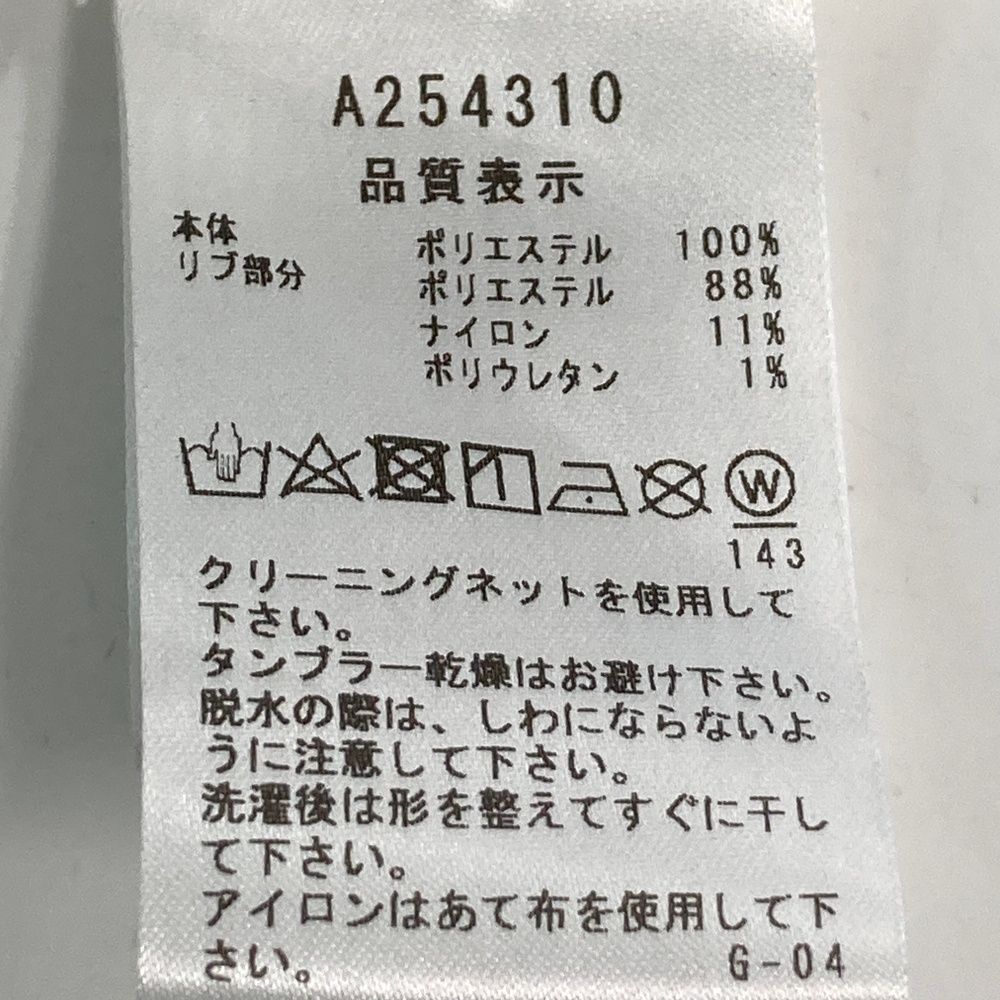 A254310
品質表示
本体 ポリエステル 100%
リブ部分 ポリエステル 88%
ナイロン 11%
ポリウレタン 1%
W
143
クリーニングネットを使用して
下さい。
タンブラー乾燥はお避け下さい。
脱水の際は、しわにならないよ
うに注意して下さい。
洗濯後は形を整えてすぐに干し
て下さい。
アイロンはあて布を使用して下
さい。 G-04